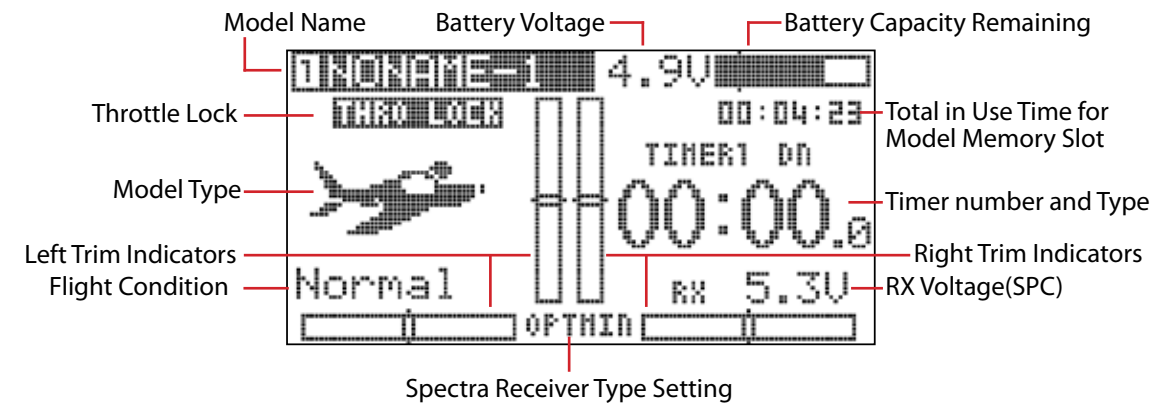 Model Name
Battery Voltage
Battery Capacity Remaining
1 NONAME-1
4.9V
Throttle Lock
THRO LOCK
00:04:23
Total in Use Time for
Model Memory Slot
TIMER1 DN
Model Type
00:00.0
Timer number and Type
Left Trim Indicators
Right Trim Indicators
Flight Condition
Normal
RX 5.3V
RX Voltage(SPC)
OPTMIN
Spectra Receiver Type Setting